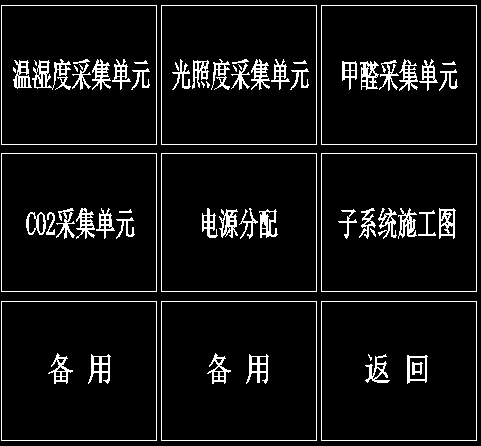 温湿度采集单元
光照度采集单元
甲醛采集单元
CO2采集单元
电源分配
子系统施工图
备 用
备 用
返 回